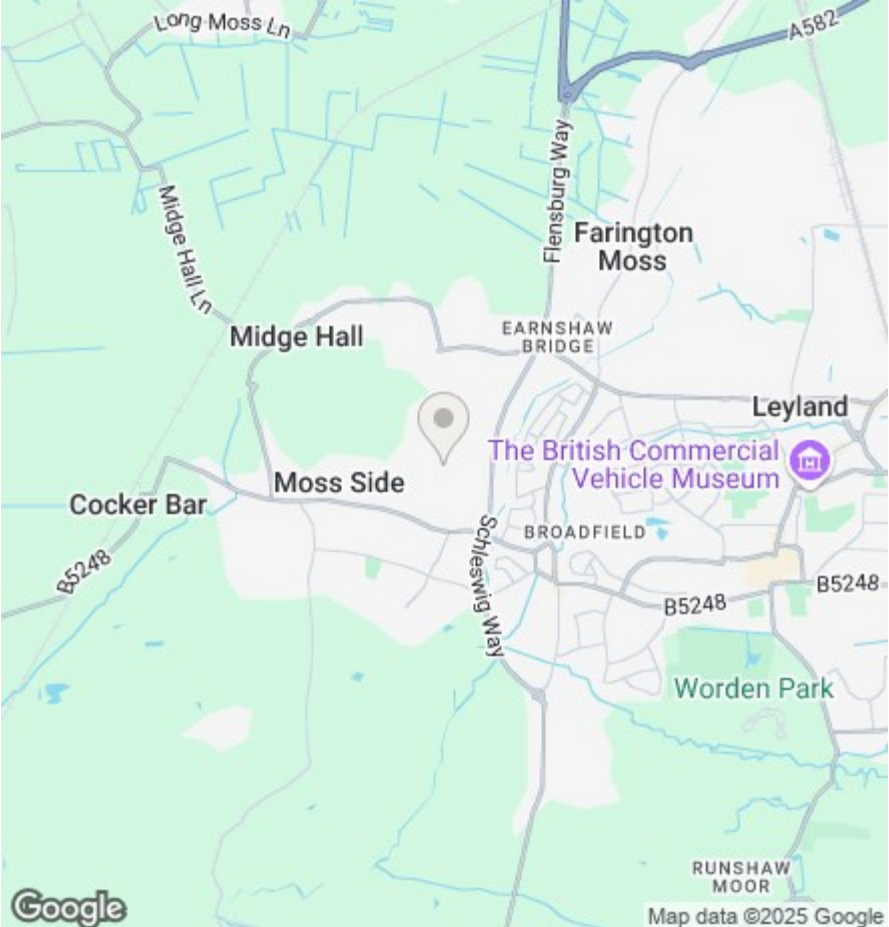 Long Moss Ln
A582
Flensburg Way
Midge Hall Ln
Farington
Moss
Midge Hall
EARNSHAW
BRIDGE
Leyland
The British Commercial
Vehicle Museum
Moss Side
Cocker Bar
BROADFIELD
Schleswig Way
B5248
B5248
B5248
Worden Park
RUNSHAW
MOOR
Google
Map data ©2025 Google